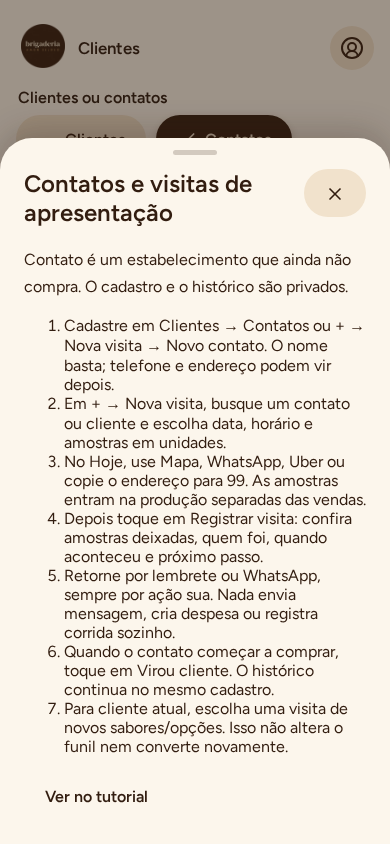 brigaderia
Clientes
Clientes ou contatos
Clientes
Contatos
Contatos e visitas de
apresentação
Contato é um estabelecimento que ainda não
compra. O cadastro e o histórico são privados.
1. Cadastre em Clientes → Contatos ou + →
Nova visita → Novo contato. O nome
basta; telefone e endereço podem vir
depois.
2. Em + → Nova visita, busque um contato
ou cliente e escolha data, horário e
amostras em unidades.
3. No Hoje, use Mapa, WhatsApp, Uber ou
copie o endereço para 99. As amostras
entram na produção separadas das vendas.
4. Depois toque em Registrar visita: confira
amostras deixadas, quem foi, quando
aconteceu e próximo passo.
5. Retorne por lembrete ou WhatsApp,
sempre por ação sua. Nada envia
mensagem, cria despesa ou registra
corrida sozinho.
6. Quando o contato começar a comprar,
toque em Virou cliente. O histórico
continua no mesmo cadastro.
7. Para cliente atual, escolha uma visita de
novos sabores/opções. Isso não altera o
funil nem converte novamente.
Ver no tutorial